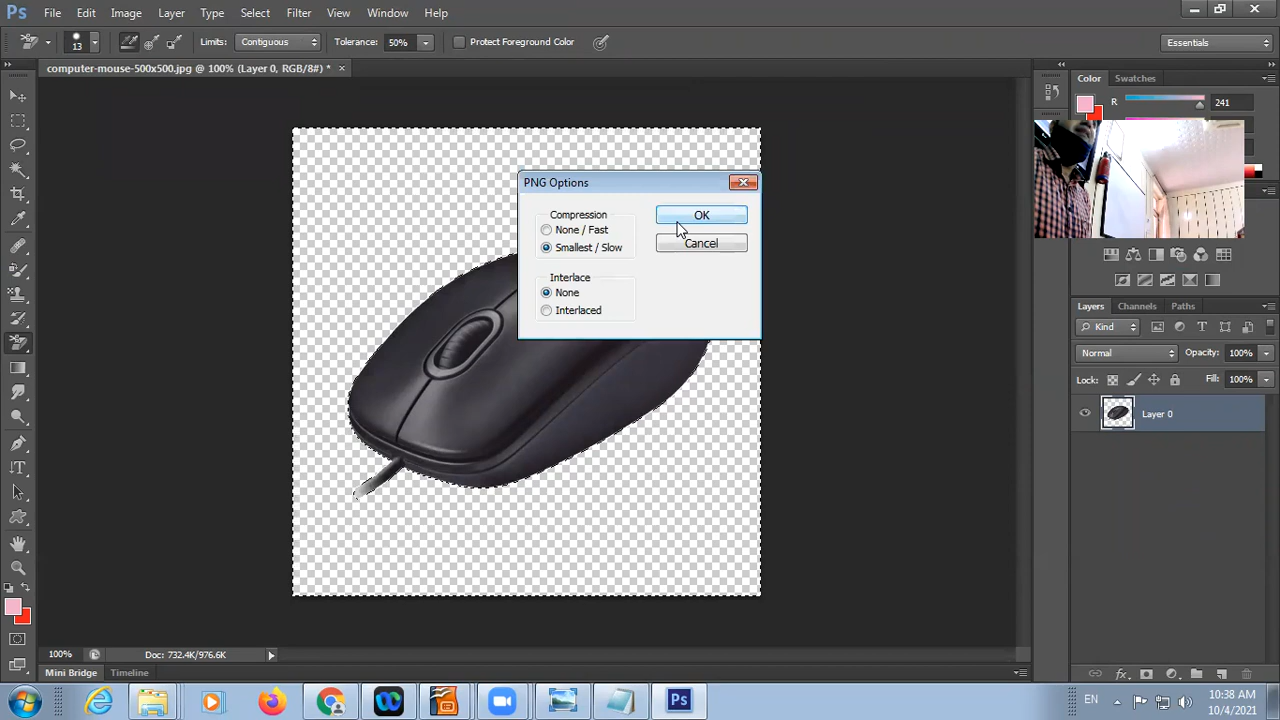 Ps File Edit Image Layer Type Select Filter 3D View Window Help
13 Limits: Contiguous Tolerance: 50% Protect Foreground Color Essentials
computer-mouse-500x500.jpg @ 100% (Layer 0, RGB/8#) *
Color Swatches
R 241
PNG Options
Compression
OK
None / Fast
Smallest / Slow
Cancel
Interlace
None
Interlaced
Layers Channels Paths
Kind
Normal Opacity: 100%
Lock: Fill: 100%
Layer 0
100% Doc: 732.4K/976.6K
Mini Bridge Timeline
Ps EN 10:38 AM
10/4/2021